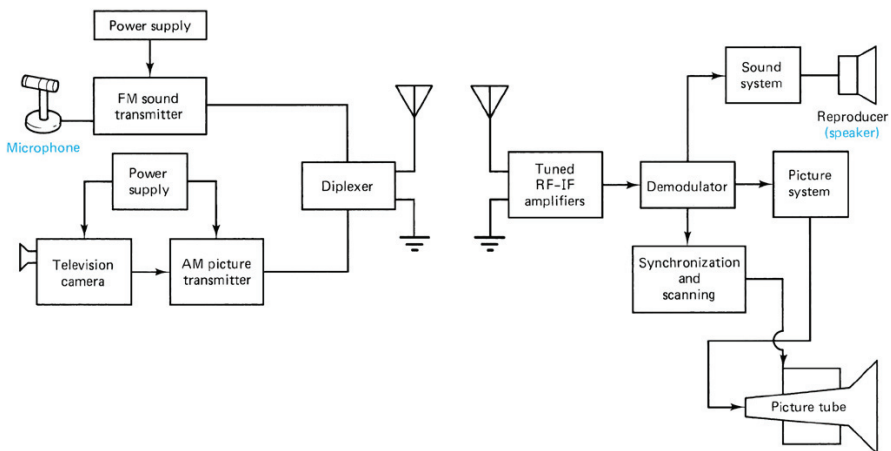 Power supply
FM sound
transmitter
Microphone
Power
supply
Television
camera
AM picture
transmitter
Diplexer
Tuned
RF–IF
amplifiers
Demodulator
Sound
system
Reproducer
(speaker)
Picture
system
Synchronization
and
scanning
Picture tube